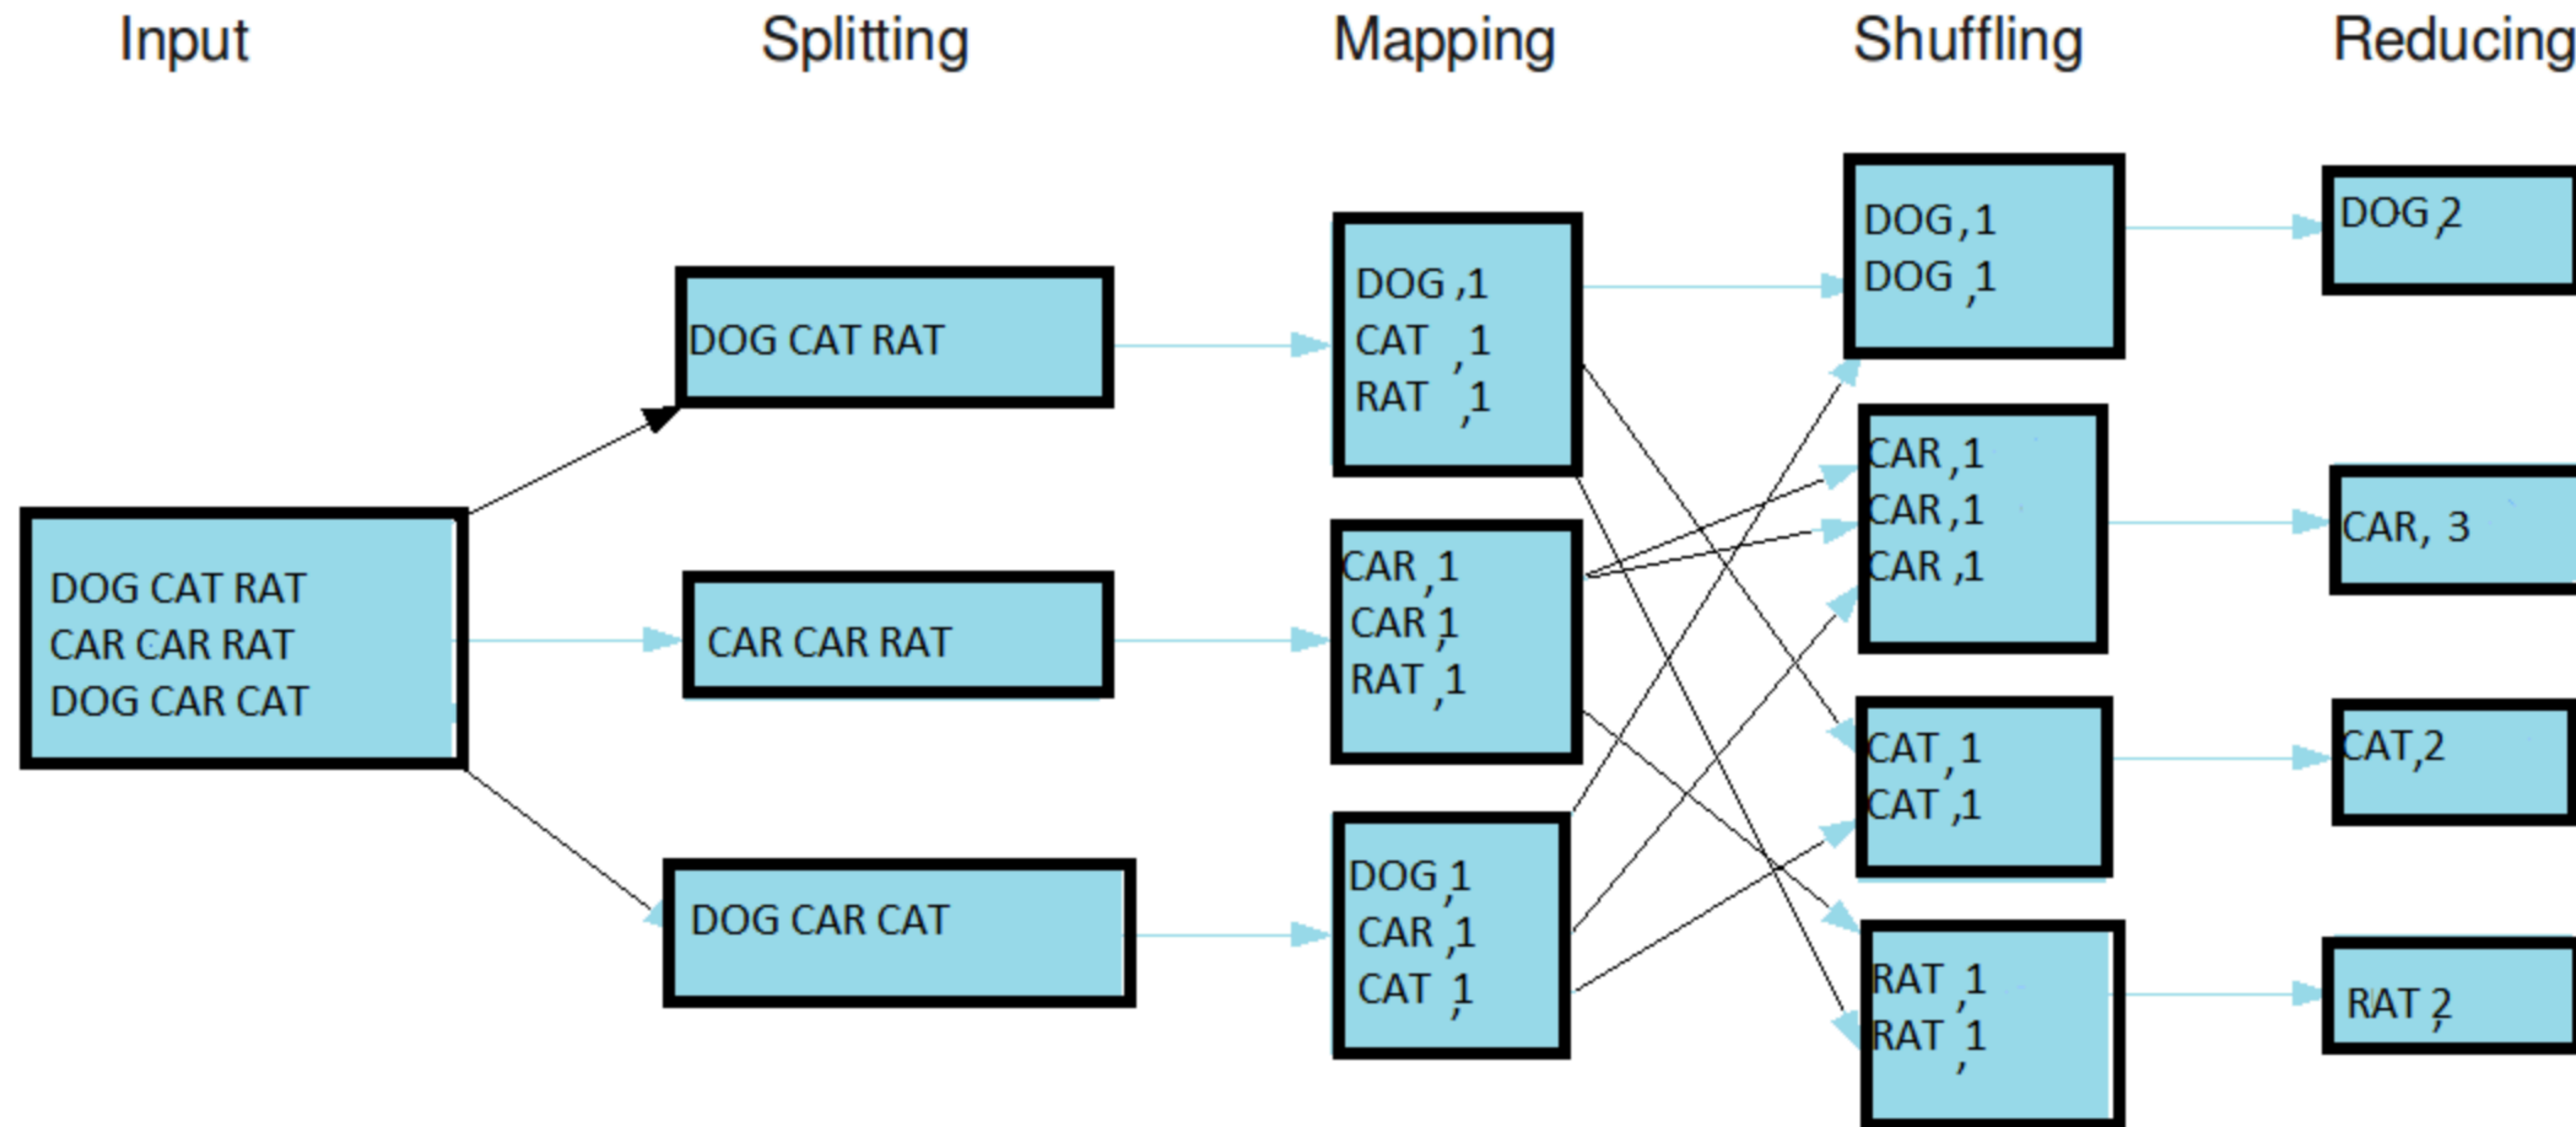 Input
Splitting
Mapping
Shuffling
Reducing
DOG CAT RAT
CAR CAR RAT
DOG CAR CAT
DOG CAT RAT
CAR CAR RAT
DOG CAR CAT
DOG ,1
CAT ,1
RAT ,1
CAR ,1
CAR ,1
RAT ,1
DOG ,1
CAR ,1
CAT ,1
DOG ,1
DOG ,1
CAR ,1
CAR ,1
CAR ,1
CAT ,1
CAT ,1
RAT ,1
RAT ,1
DOG ,2
CAR, 3
CAT,2
RAT ,2